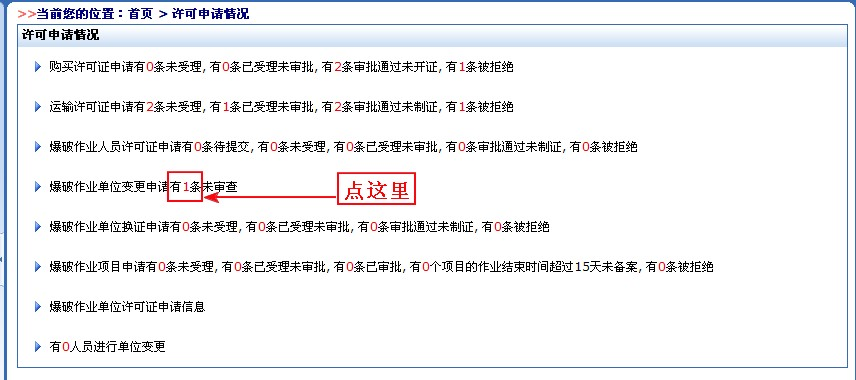 >>当前您的位置：首页 > 许可申请情况
许可申请情况
购买许可证申请有0条未受理, 有0条已受理未审批, 有2条审批通过未开证, 有1条被拒绝
运输许可证申请有2条未受理, 有1条已受理未审批, 有2条审批通过未制证, 有1条被拒绝
爆破作业人员许可证申请有0条待提交, 有0条未受理, 有0条已受理未审批, 有0条审批通过未制证, 有0条被拒绝
爆破作业单位变更申请有1条未审查
点这里
爆破作业单位换证申请有0条未受理, 有0条已受理未审批, 有0条审批通过未制证, 有0条被拒绝
爆破作业项目申请有0条未受理, 有0条已受理未审批, 有0条已审批, 有0个项目的作业结束时间超过15天未备案, 有0条被拒绝
爆破作业单位许可证申请信息
有0人员进行单位变更